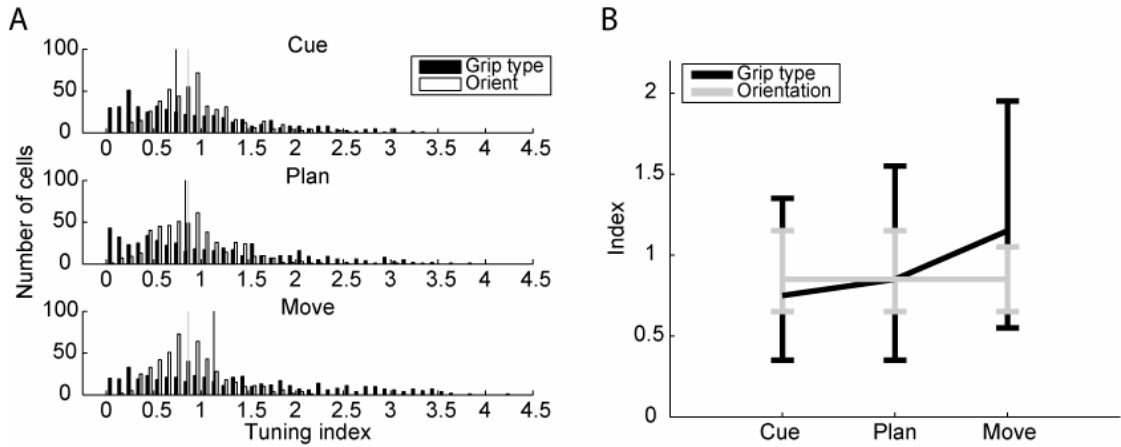 A
Cue
100
50
0
Grip type
Orient
0 0.5 1 1.5 2 2.5 3 3.5 4 4.5
Plan
100
50
0
0 0.5 1 1.5 2 2.5 3 3.5 4 4.5
Move
100
50
0
0 0.5 1 1.5 2 2.5 3 3.5 4 4.5
Number of cells
Tuning index
B
Grip type
Orientation
2
1.5
1
0.5
0
Index
Cue Plan Move